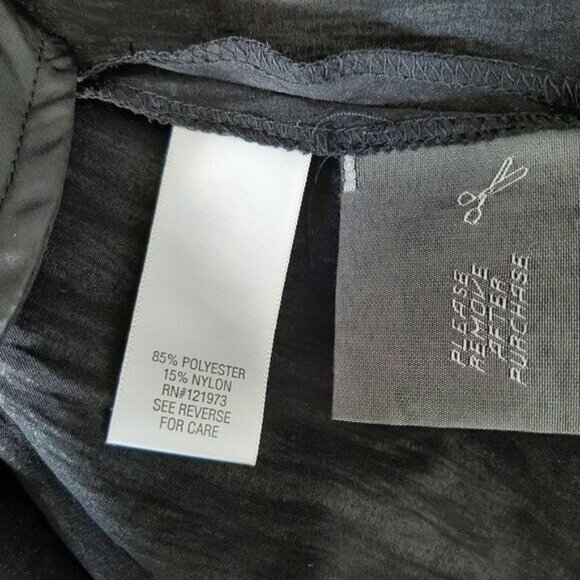 85% POLYESTER
15% NYLON
RN#121973
SEE REVERSE
FOR CARE
PLEASE
REMOVE
AFTER
PURCHASE